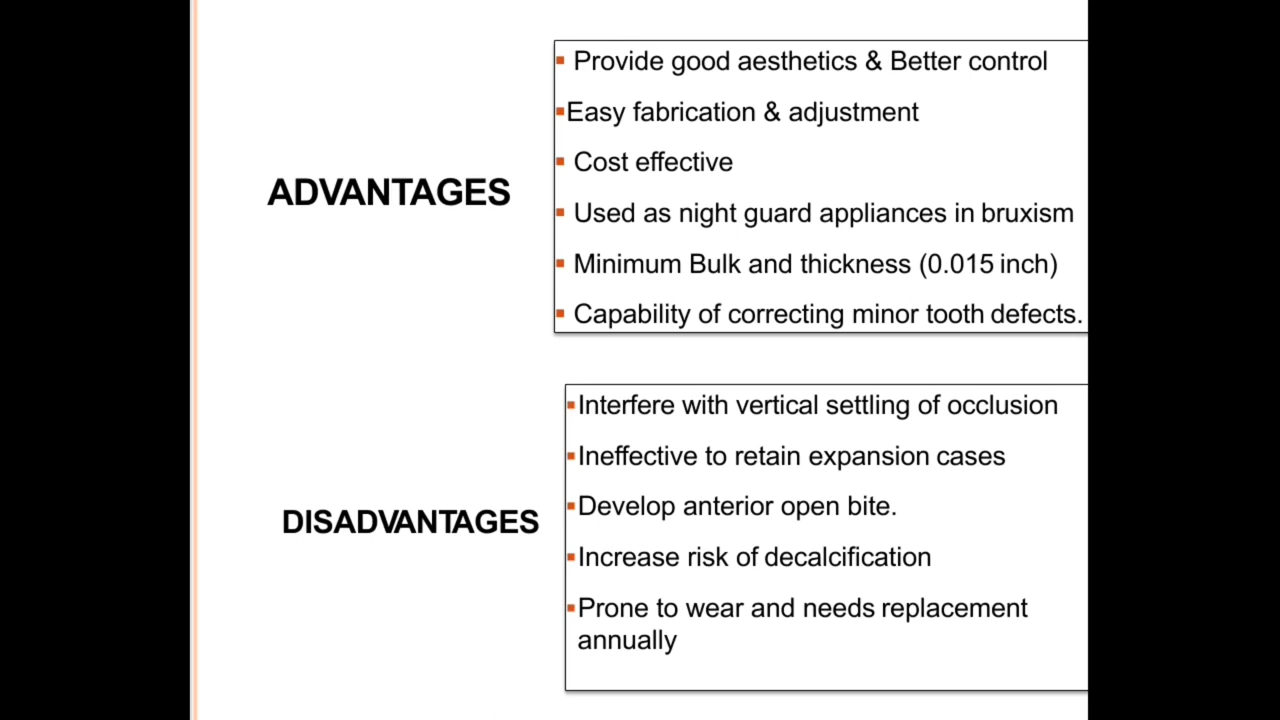 ADVANTAGES
▪ Provide good aesthetics & Better control
▪Easy fabrication & adjustment
▪ Cost effective
▪ Used as night guard appliances in bruxism
▪ Minimum Bulk and thickness (0.015 inch)
▪ Capability of correcting minor tooth defects.
DISADVANTAGES
▪Interfere with vertical settling of occlusion
▪Ineffective to retain expansion cases
▪Develop anterior open bite.
▪Increase risk of decalcification
▪Prone to wear and needs replacement
annually